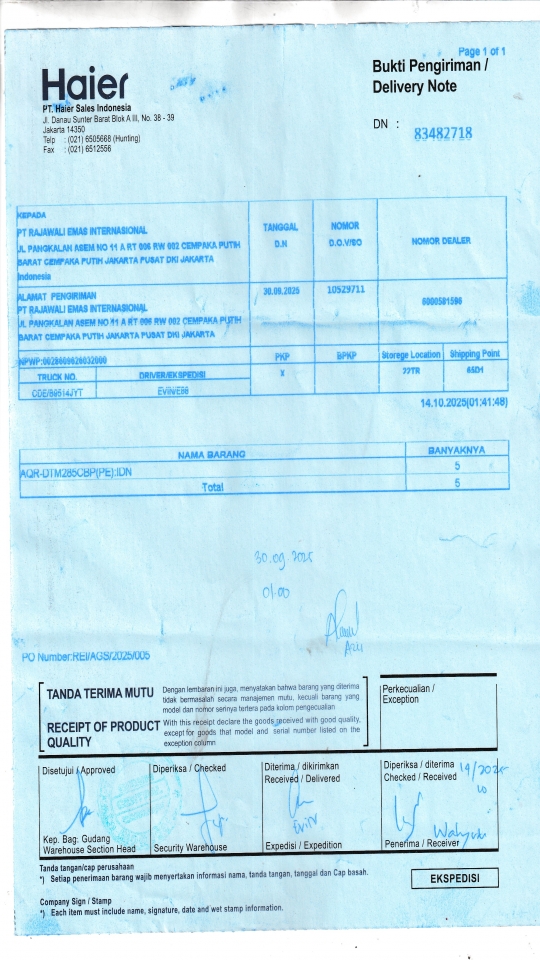 Page 1 of 1
Haier
PT. Haier Sales Indonesia
Jl. Danau Sunter Barat Blok A III, No. 38 - 39
Jakarta 14350
Telp : (021) 6505668 (Hunting)
Fax : (021) 6512556
Bukti Pengiriman /
Delivery Note
DN : 83482718
KEPADA
PT RAJAWALI EMAS INTERNASIONAL
JL PANGKALAN ASEM NO 11 A RT 006 RW 002 CEMPAKA PUTIH
BARAT CEMPAKA PUTIH JAKARTA PUSAT DKI JAKARTA
Indonesia
TANGGAL
D.N
NOMOR
D.O.V/SO
NOMOR DEALER
ALAMAT PENGIRIMAN
PT RAJAWALI EMAS INTERNASIONAL
JL PANGKALAN ASEM NO 11 A RT 006 RW 002 CEMPAKA PUTIH
BARAT CEMPAKA PUTIH JAKARTA PUSAT DKI JAKARTA
30.09.2025
10529711
NPWP:0028600626032000
PKP
BPKP
Storege Location
Shipping Point
TRUCK NO.
DRIVER/EKSPEDISI
X
22TR
65D1
14.10.2025(01:41:48)
NAMA BARANG
BANYAKNYA
AQR-DTM285CBP(PE):IDN
5
Total
5
30.09.2025
01.00
PO Number:REI/AGS/2025/005
TANDA TERIMA MUTU
Dengan lembaran ini juga, menyatakan bahwa barang yang diterima
tidak bermasalah secara manajemen mutu, kecuali barang yang
model dan nomor serinya tertera pada kolom pengecualian
RECEIPT OF PRODUCT
QUALITY
With this receipt declare the goods received with good quality,
except for goods that model and serial number listed on the
exception column
Perkecualian /
Exception
Disetujui / Approved
Diperiksa / Checked
Diterima / dikirimkan
Received / Delivered
Diperiksa / diterima
Checked / Received
14/2025
10
Evin
Wahyudi
Kep. Bag: Gudang
Warehouse Section Head
Security Warehouse
Expedisi / Expedition
Penerima / Receiver
Tanda tangan/cap perusahaan
*) Setiap penerimaan barang wajib menyertakan informasi nama, tanda tangan, tanggal dan Cap basah.
EKSPEDISI
Company Sign / Stamp
*) Each item must include name, signature, date and wet stamp information.